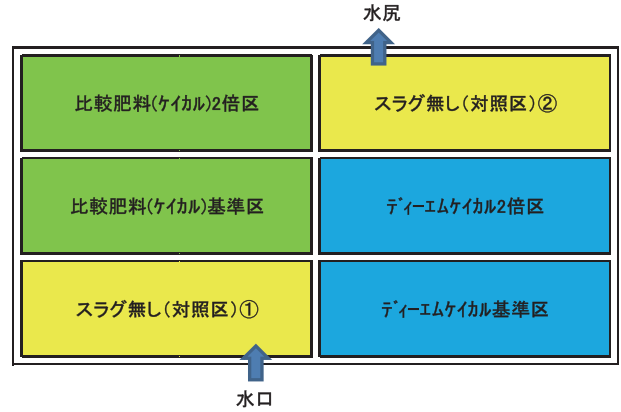 水尻
比較肥料(ｹｲｶﾙ)2倍区
スラグ無し(対照区)②
比較肥料(ｹｲｶﾙ)基準区
ﾃﾞｨｰｴﾑｹｲｶﾙ2倍区
スラグ無し(対照区)①
ﾃﾞｨｰｴﾑｹｲｶﾙ基準区
水口